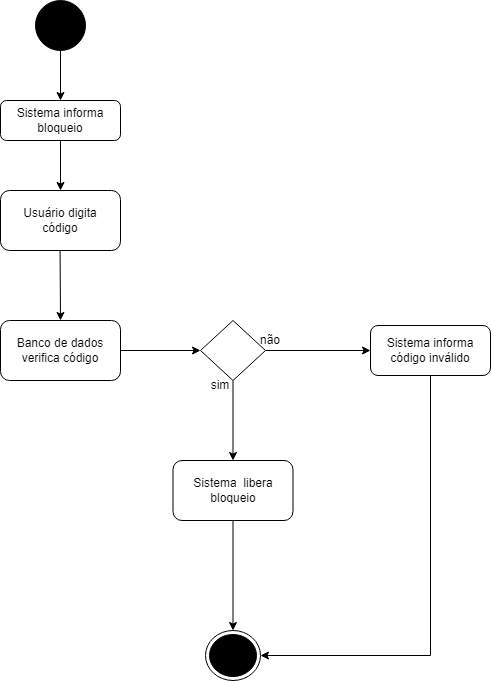 Sistema informa
bloqueio
Usuário digita
código
Banco de dados
verifica código
não
Sistema informa
código inválido
sim
Sistema  libera
bloqueio